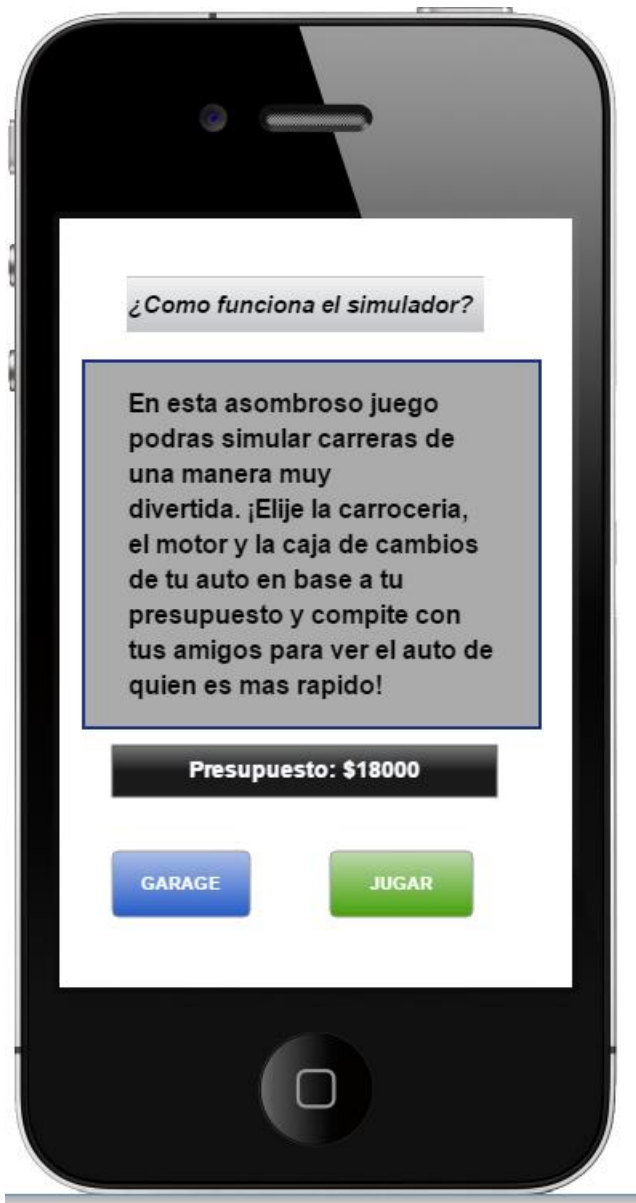 ¿Como funciona el simulador?
En esta asombroso juego
podras simular carreras de
una manera muy
divertida. ¡Elije la carroceria,
el motor y la caja de cambios
de tu auto en base a tu
presupuesto y compite con
tus amigos para ver el auto de
quien es mas rapido!
Presupuesto: $18000
GARAGE
JUGAR